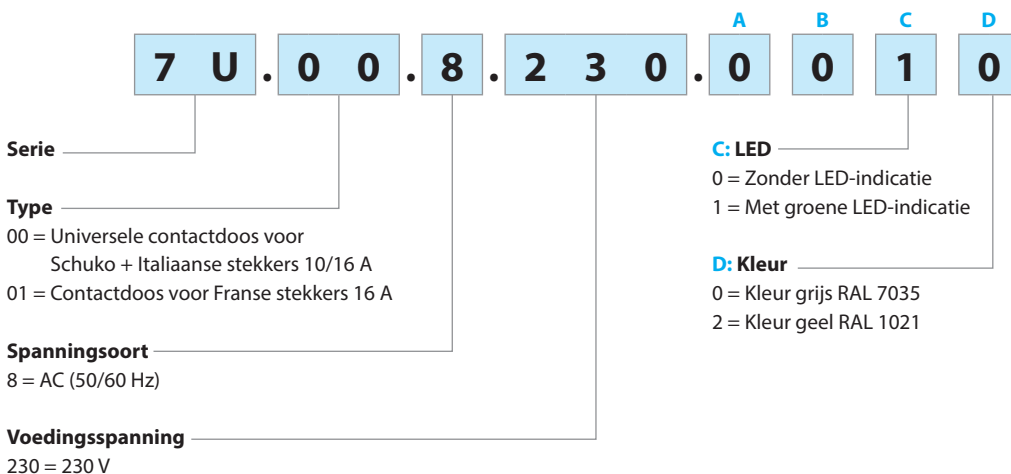 A B C D
7 U . 0 0 . 8 . 2 3 0 . 0 0 1 0
Serie
Type
00 = Universele contactdoos voor
Schuko + Italiaanse stekkers 10/16 A
01 = Contactdoos voor Franse stekkers 16 A
Spanningsoort
8 = AC (50/60 Hz)
Voedingsspanning
230 = 230 V
C: LED
0 = Zonder LED-indicatie
1 = Met groene LED-indicatie
D: Kleur
0 = Kleur grijs RAL 7035
2 = Kleur geel RAL 1021